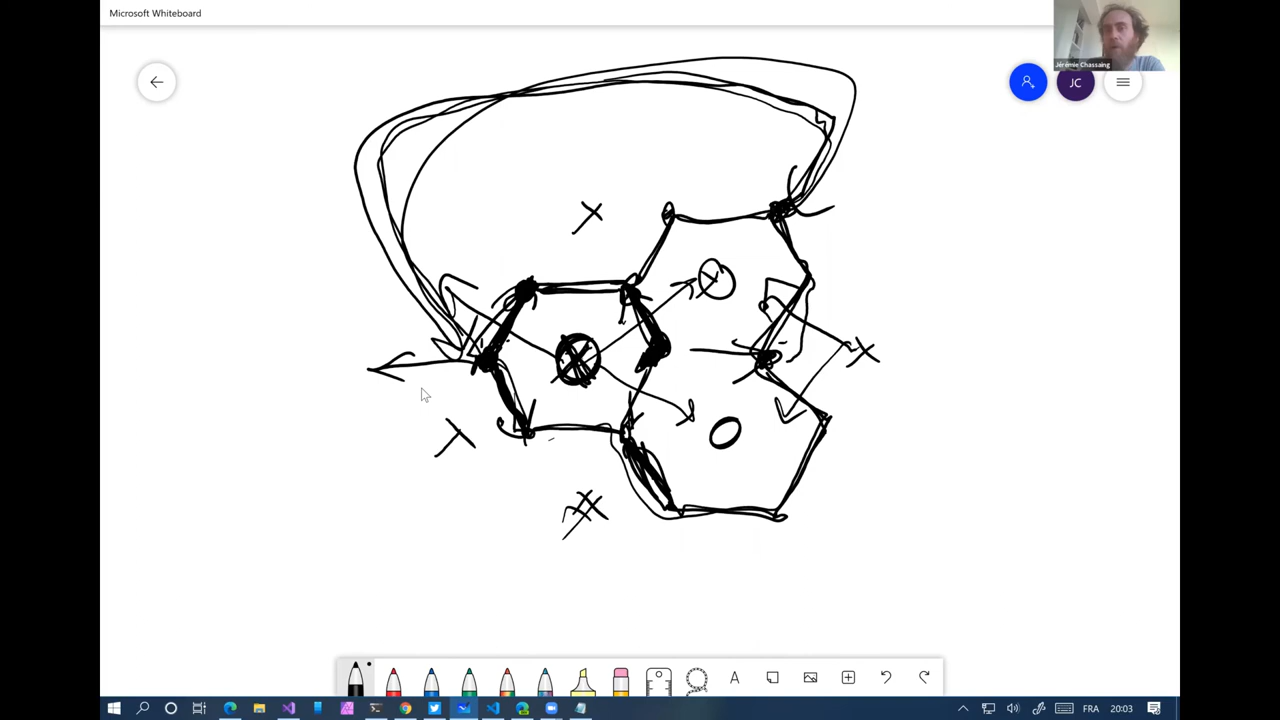 Microsoft Whiteboard
Jérémie Chassaing
JC
X
X
X
X
A
FRA
20:03